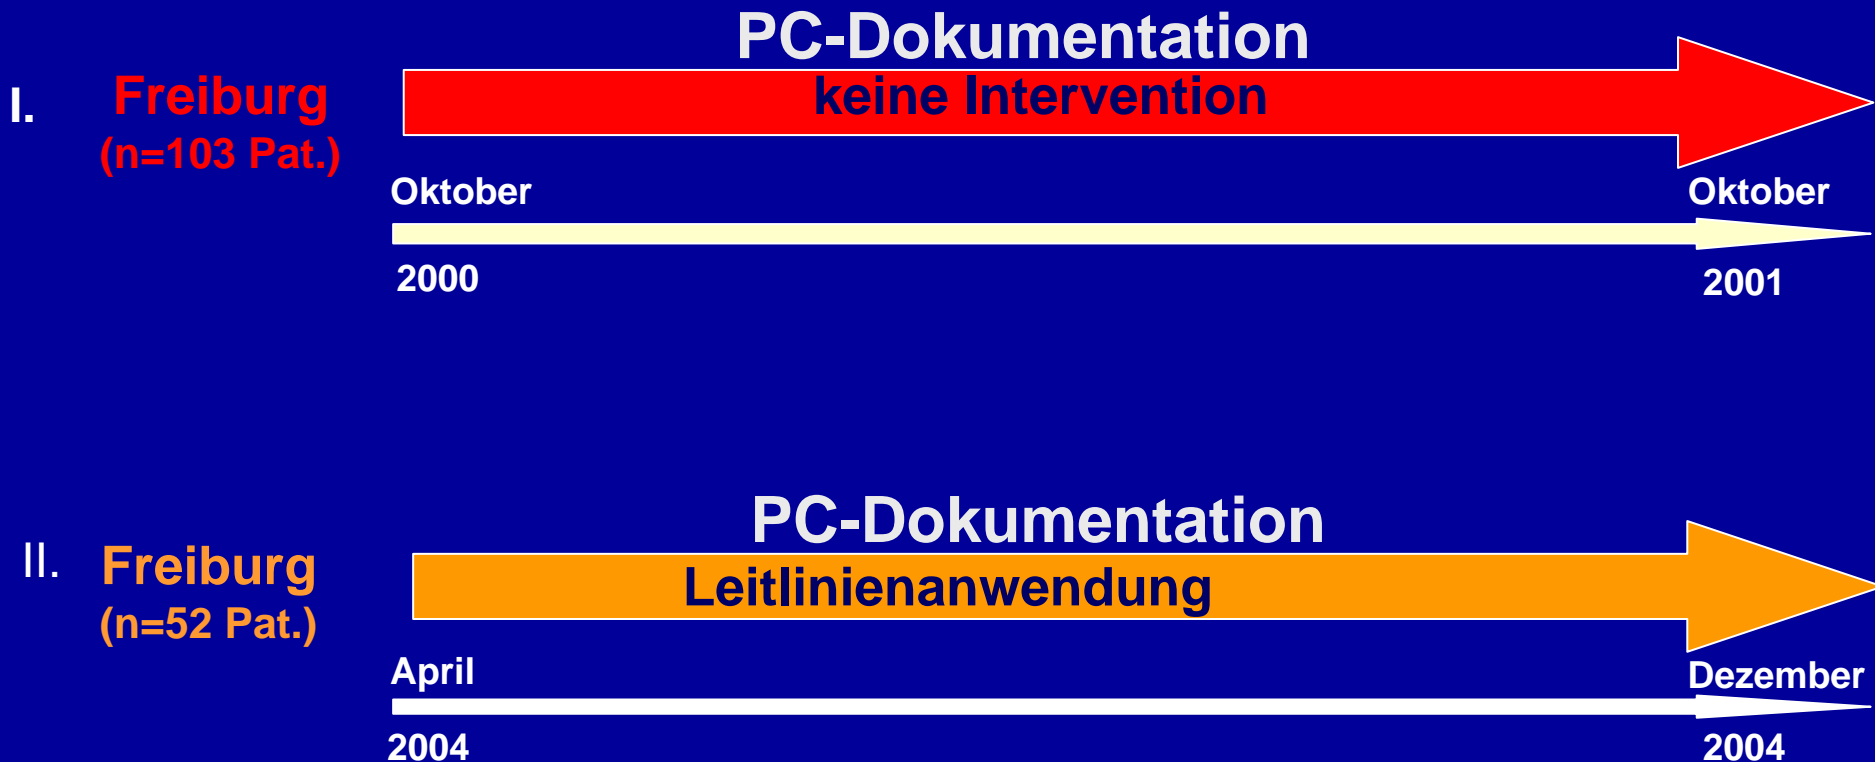 PC-Dokumentation
I. Freiburg
keine Intervention
(n=103 Pat.)
Oktober
Oktober
2000
2001
PC-Dokumentation
II. Freiburg
Leitlinienanwendung
(n=52 Pat.)
April
Dezember
2004
2004